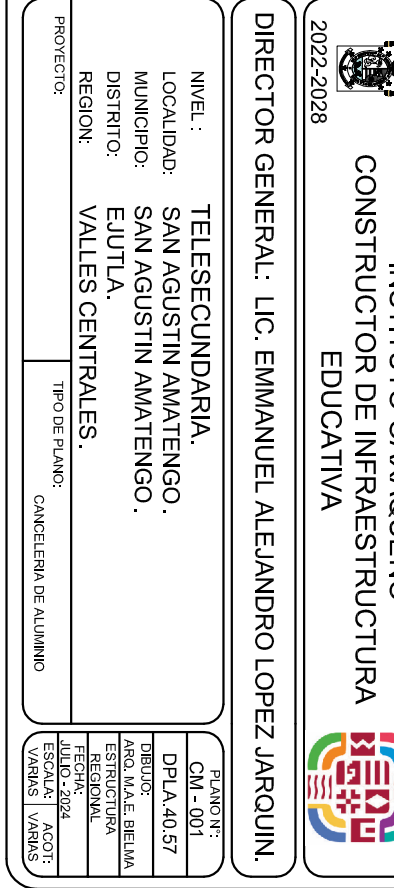 2022-2028
CONSTRUCTOR DE INFRAESTRUCTURA
EDUCATIVA
DIRECTOR GENERAL: LIC. EMMANUEL ALEJANDRO LOPEZ JARQUIN.
NIVEL : TELESECUNDARIA.
LOCALIDAD: SAN AGUSTIN AMATENGO.
MUNICIPIO: SAN AGUSTIN AMATENGO.
DISTRITO: EJUTLA.
REGION: VALLES CENTRALES.
PROYECTO:
TIPO DE PLANO:
CANCELERIA DE ALUMINIO
PLANO N°:
CM - 001
DPLA.40.57
DIBUJO:
ARQ. M.A.E. BIELMA
ESTRUCTURA
REGIONAL
FECHA:
JULIO - 2024
ESCALA: ACOT:
VARIAS VARIAS